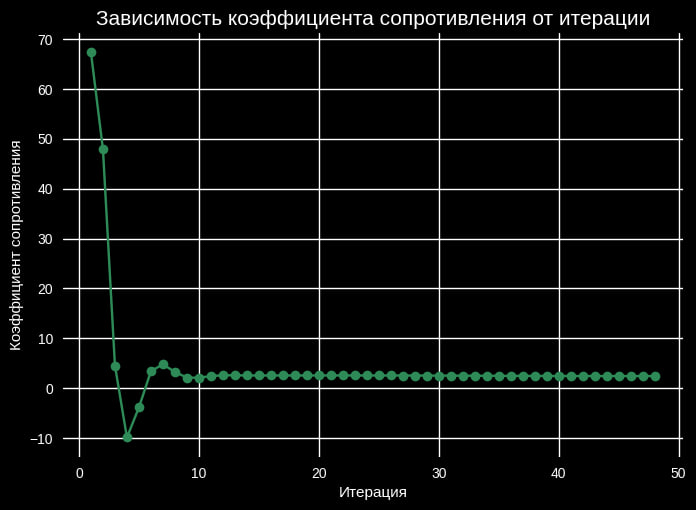 Зависимость коэффициента сопротивления от итерации
70
60
50
40
30
20
10
0
−10
Коэффициент сопротивления
0 10 20 30 40 50
Итерация